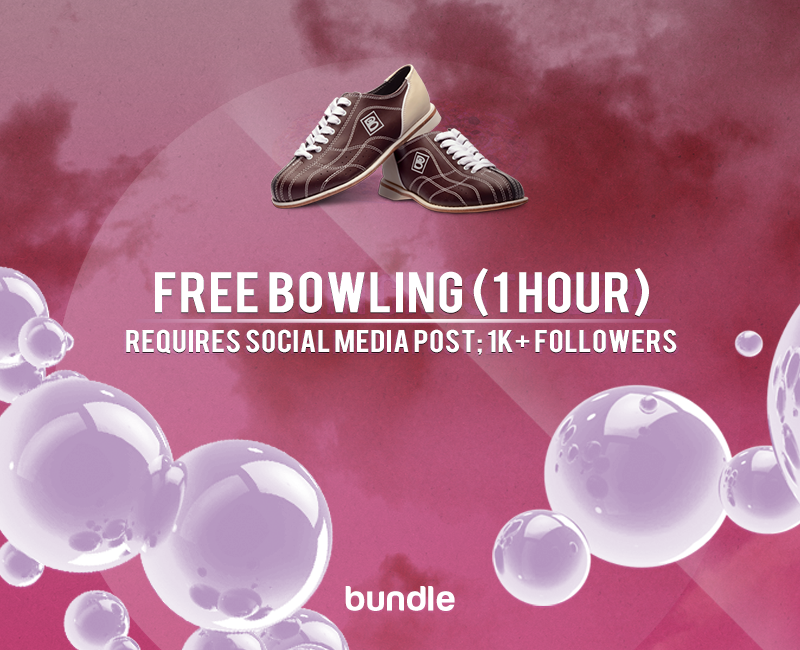 FREE BOWLING (1 HOUR)
REQUIRES SOCIAL MEDIA POST; 1K+ FOLLOWERS
bundle